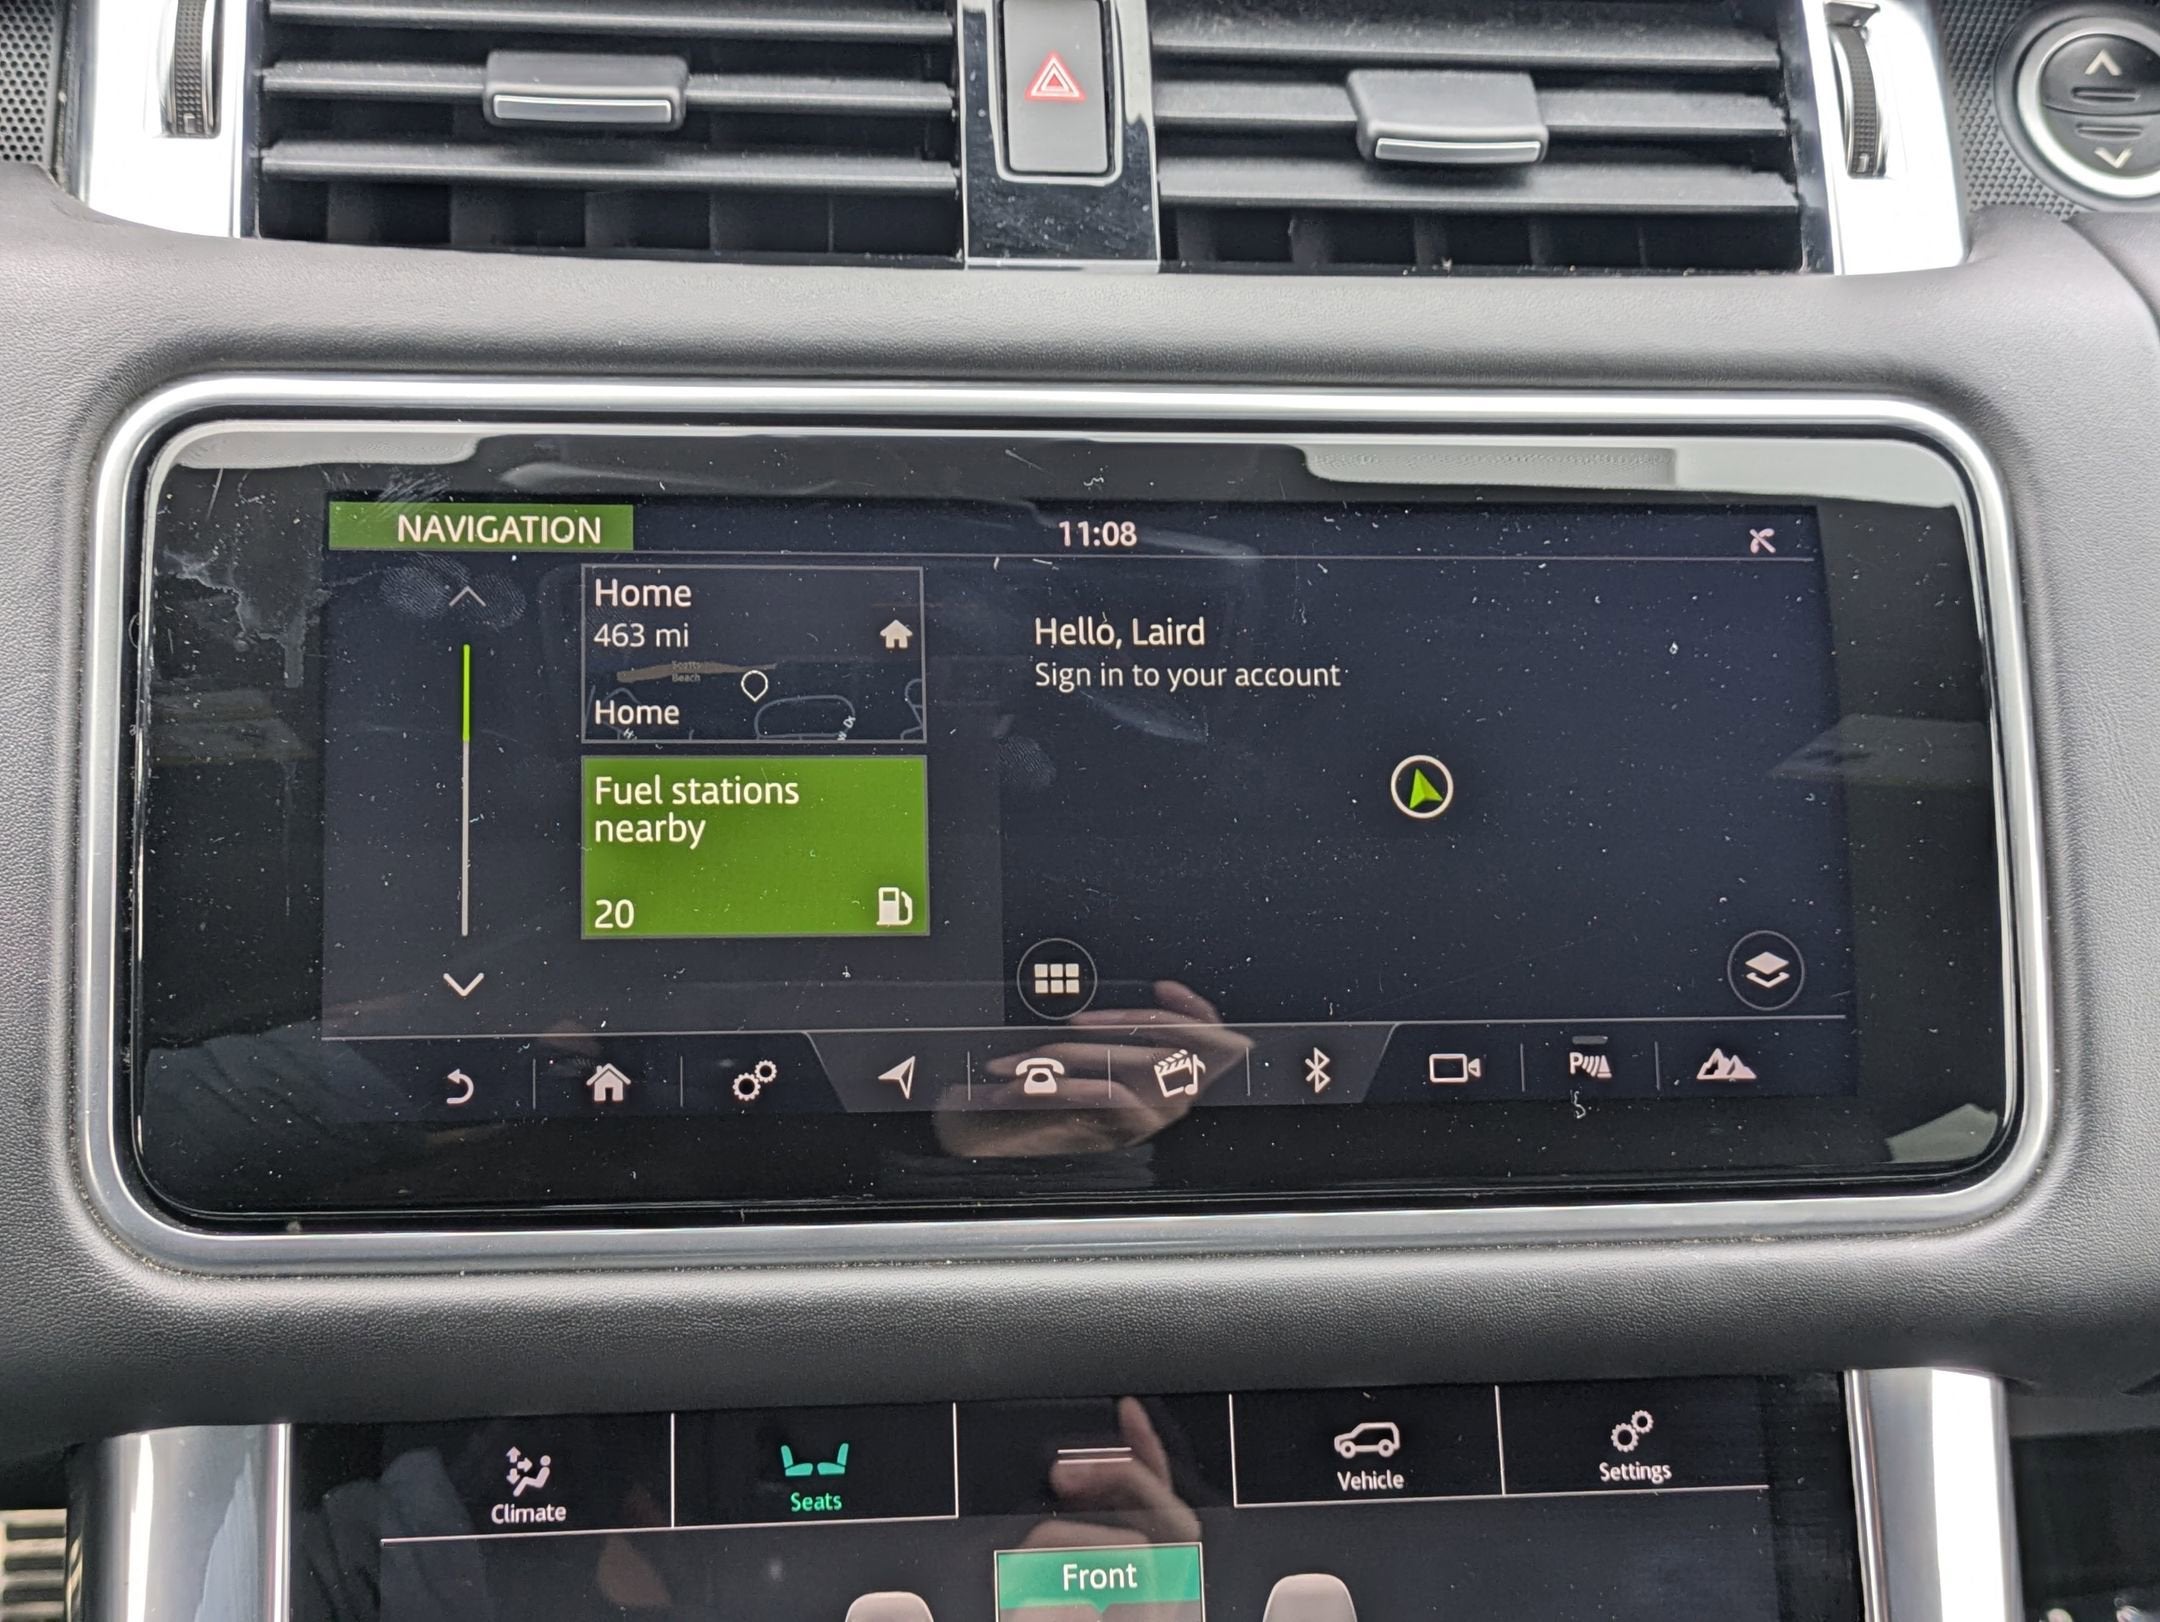 NAVIGATION
11:08
Home
463 mi
Beach
Home
Fuel stations
nearby
20
Hello, Laird
Sign in to your account
P
Climate
Seats
Vehicle
Settings
Front